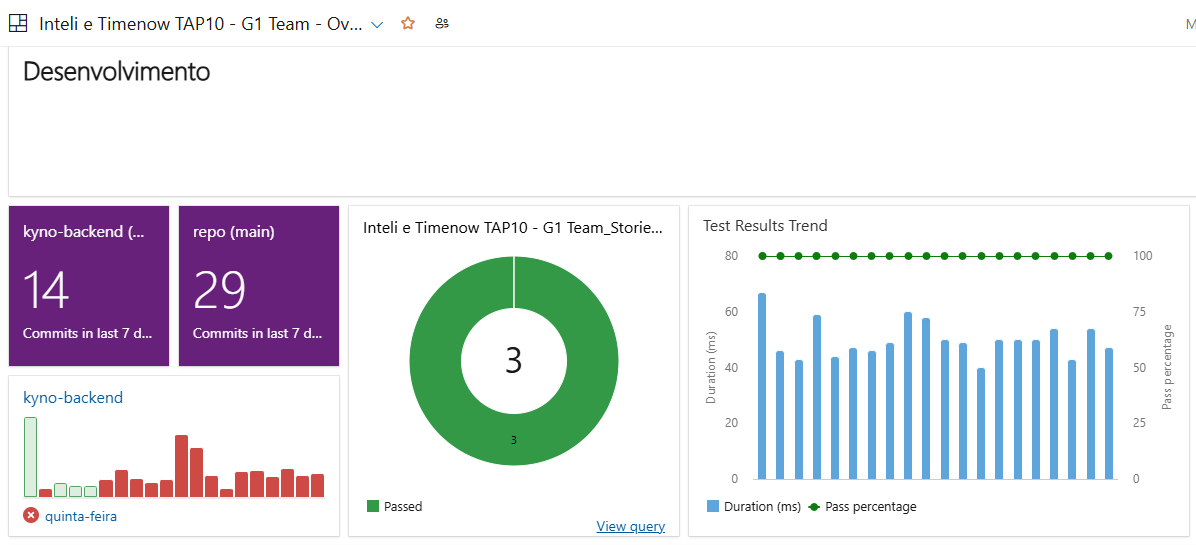 Inteli e Timenow TAP10 - G1 Team - Ov...
M
Desenvolvimento
kyno-backend (...
14
Commits in last 7 d...
repo (main)
29
Commits in last 7 d...
kyno-backend
quinta-feira
Inteli e Timenow TAP10 - G1 Team_Storie...
3
3
Passed
View query
Test Results Trend
80
60
40
20
0
Duration (ms)
100
75
50
25
0
Pass percentage
Duration (ms)
Pass percentage